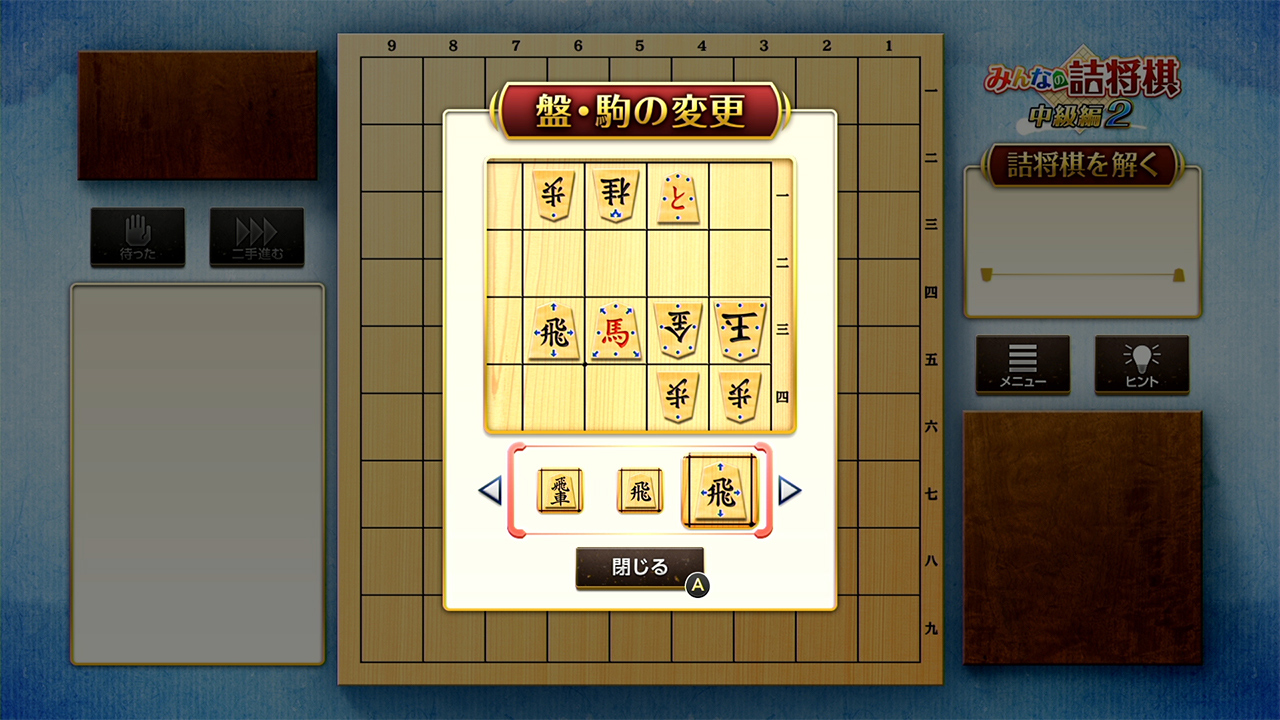 9 8 7 6 5 4 3 2 1
みんなの詰将棋
中級編2
盤・駒の変更
詰将棋を解く
歩 桂 と 一
二
飛 馬 金 玉 三
歩 歩 四
待った
二手進む
メニュー
ヒント
飛車 飛 飛
閉じる
A
一
二
三
四
五
六
七
八
九